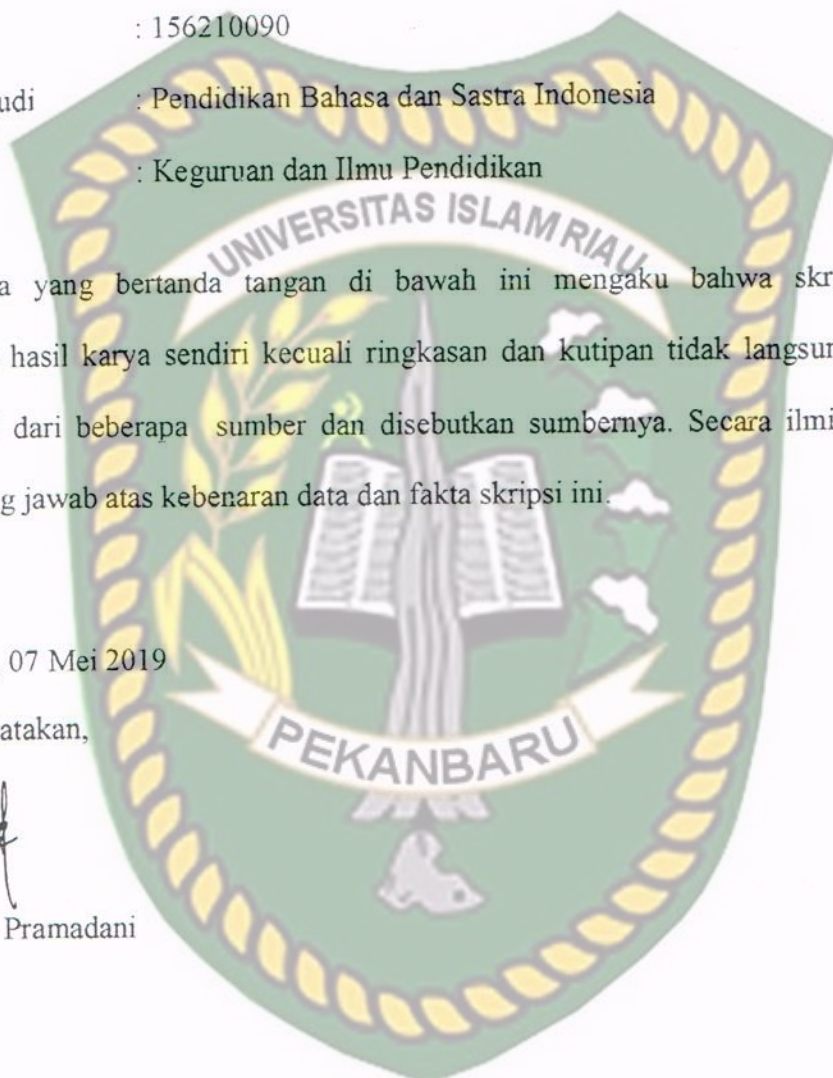 : 156210090
udi : Pendidikan Bahasa dan Sastra Indonesia
: Keguruan dan Ilmu Pendidikan
UNIVERSITAS ISLAM RIAU
a yang bertanda tangan di bawah ini mengaku bahwa skr
hasil karya sendiri kecuali ringkasan dan kutipan tidak langsun
dari beberapa sumber dan disebutkan sumbernya. Secara ilmi
g jawab atas kebenaran data dan fakta skripsi ini.
07 Mei 2019
atakan,
PEKANBARU
Pramadani